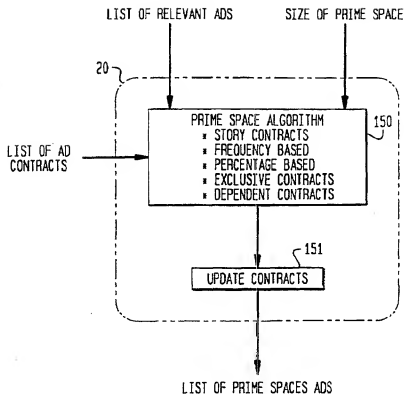 LIST OF RELEVANT ADS
SIZE OF PRIME SPACE
20
PRIME SPACE ALGORITHM
* STORY CONTRACTS
* FREQUENCY BASED
* PERCENTAGE BASED
* EXCLUSIVE CONTRACTS
* DEPENDENT CONTRACTS
150
LIST OF AD
CONTRACTS
151
UPDATE CONTRACTS
LIST OF PRIME SPACES ADS